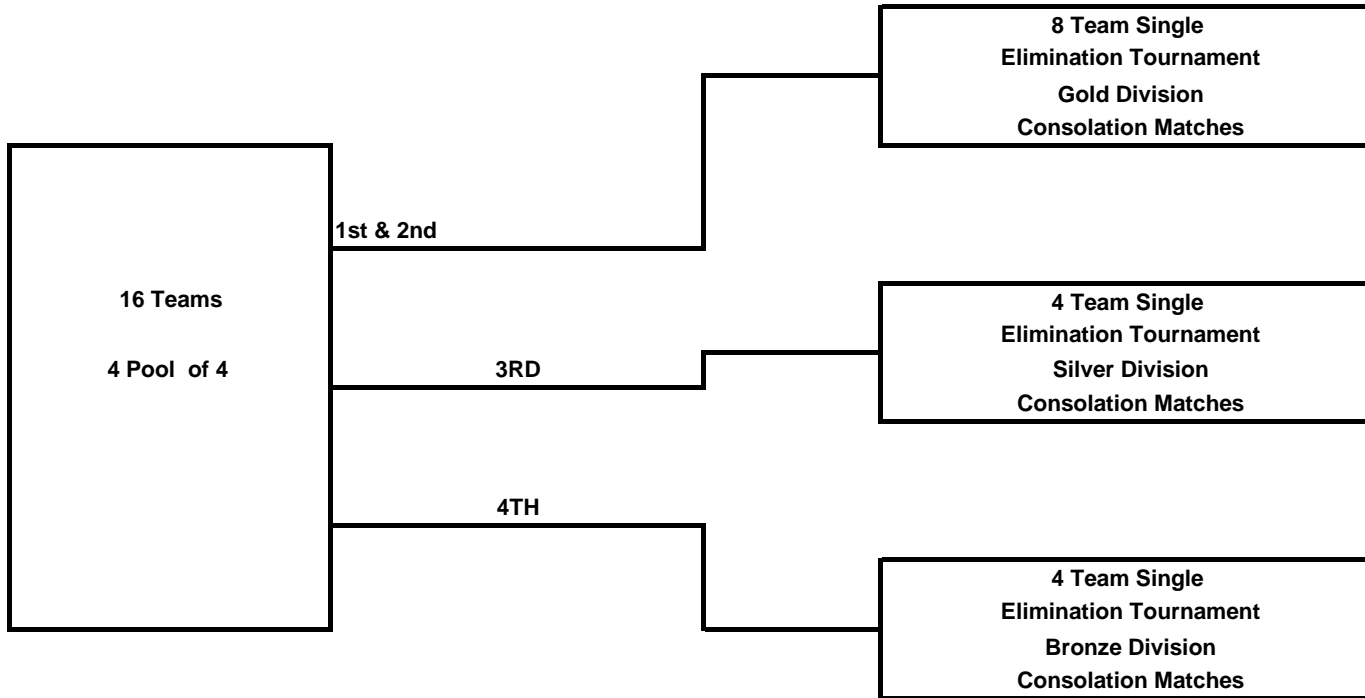 8 Team Single
Elimination Tournament
Gold Division
Consolation Matches
1st & 2nd
16 Teams
4 Pool  of 4
3RD
4 Team Single
Elimination Tournament
Silver Division
Consolation Matches
4TH
4 Team Single
Elimination Tournament
Bronze Division
Consolation Matches